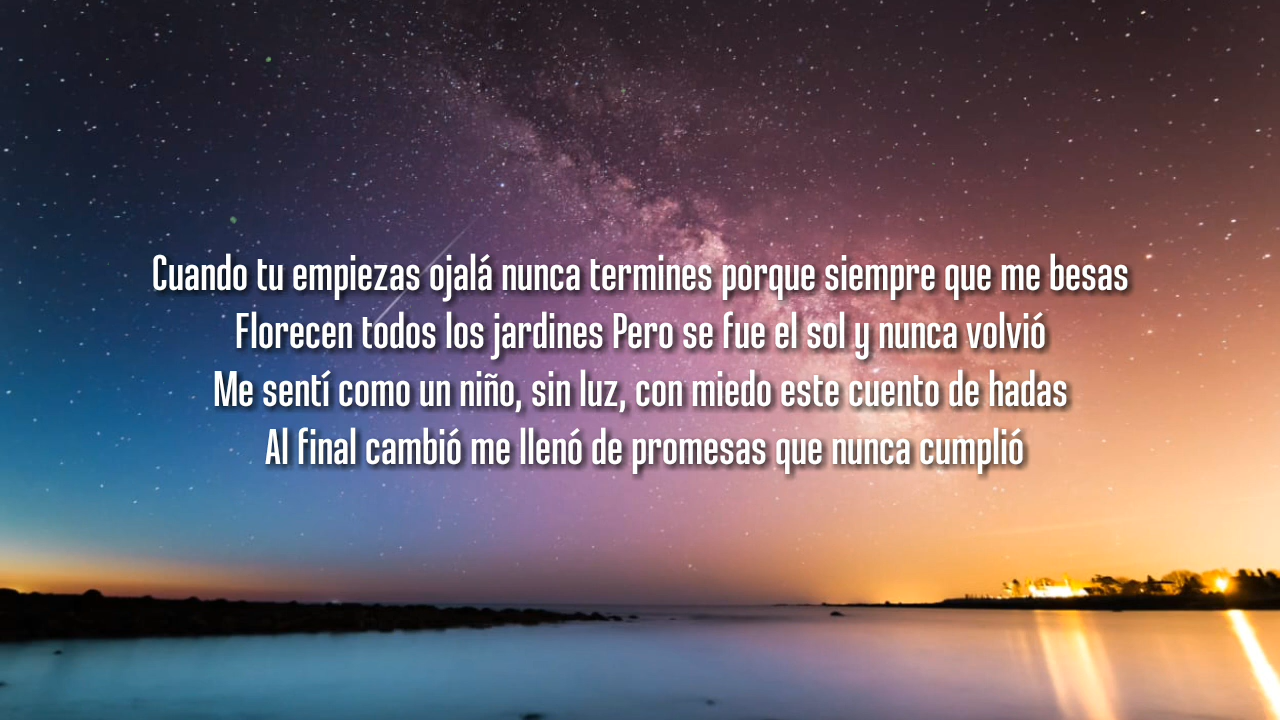 Cuando tu empiezas ojalá nunca termines porque siempre que me besas
Florecen todos los jardines Pero se fue el sol y nunca volvió
Me sentí como un niño, sin luz, con miedo este cuento de hadas
Al final cambió me llenó de promesas que nunca cumplió